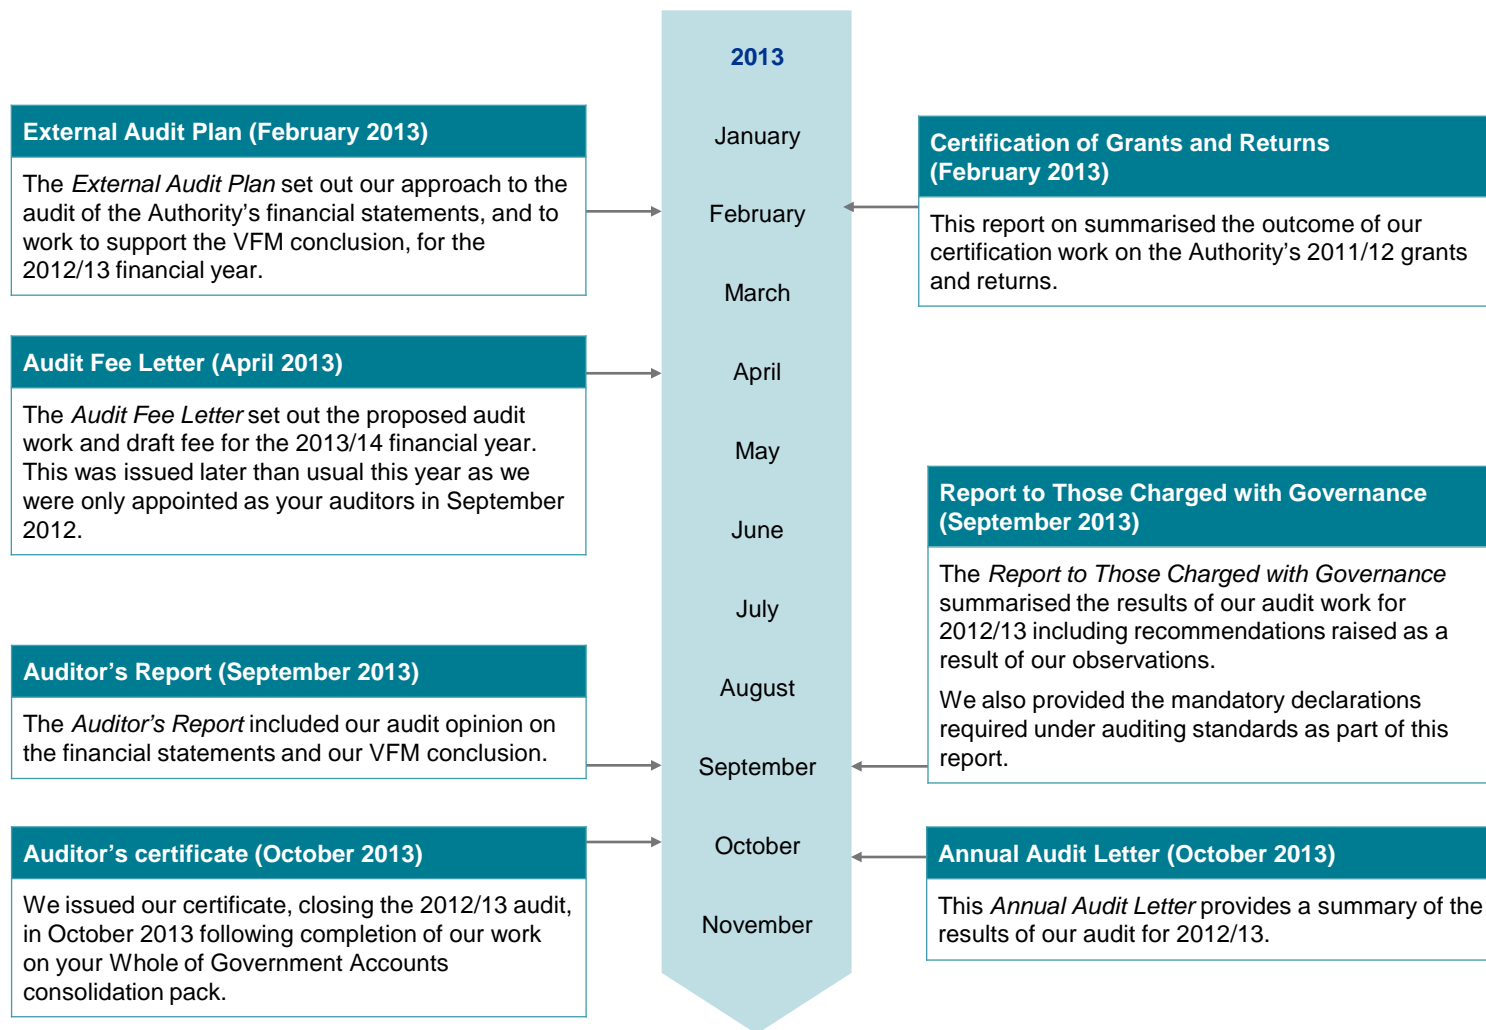 2013
January
February
March
April
May
June
July
August
September
October
November
External Audit Plan (February 2013)
The External Audit Plan set out our approach to the
audit of the Authority’s financial statements, and to
work to support the VFM conclusion, for the
2012/13 financial year.
Audit Fee Letter (April 2013)
The Audit Fee Letter set out the proposed audit
work and draft fee for the 2013/14 financial year.
This was issued later than usual this year as we
were only appointed as your auditors in September
2012.
Auditor’s Report (September 2013)
The Auditor’s Report included our audit opinion on
the financial statements and our VFM conclusion.
Auditor’s certificate (October 2013)
We issued our certificate, closing the 2012/13 audit,
in October 2013 following completion of our work
on your Whole of Government Accounts
consolidation pack.
Certification of Grants and Returns
(February 2013)
This report on summarised the outcome of our
certification work on the Authority’s 2011/12 grants
and returns.
Report to Those Charged with Governance
(September 2013)
The Report to Those Charged with Governance
summarised the results of our audit work for
2012/13 including recommendations raised as a
result of our observations.
We also provided the mandatory declarations
required under auditing standards as part of this
report.
Annual Audit Letter (October 2013)
This Annual Audit Letter provides a summary of the
results of our audit for 2012/13.